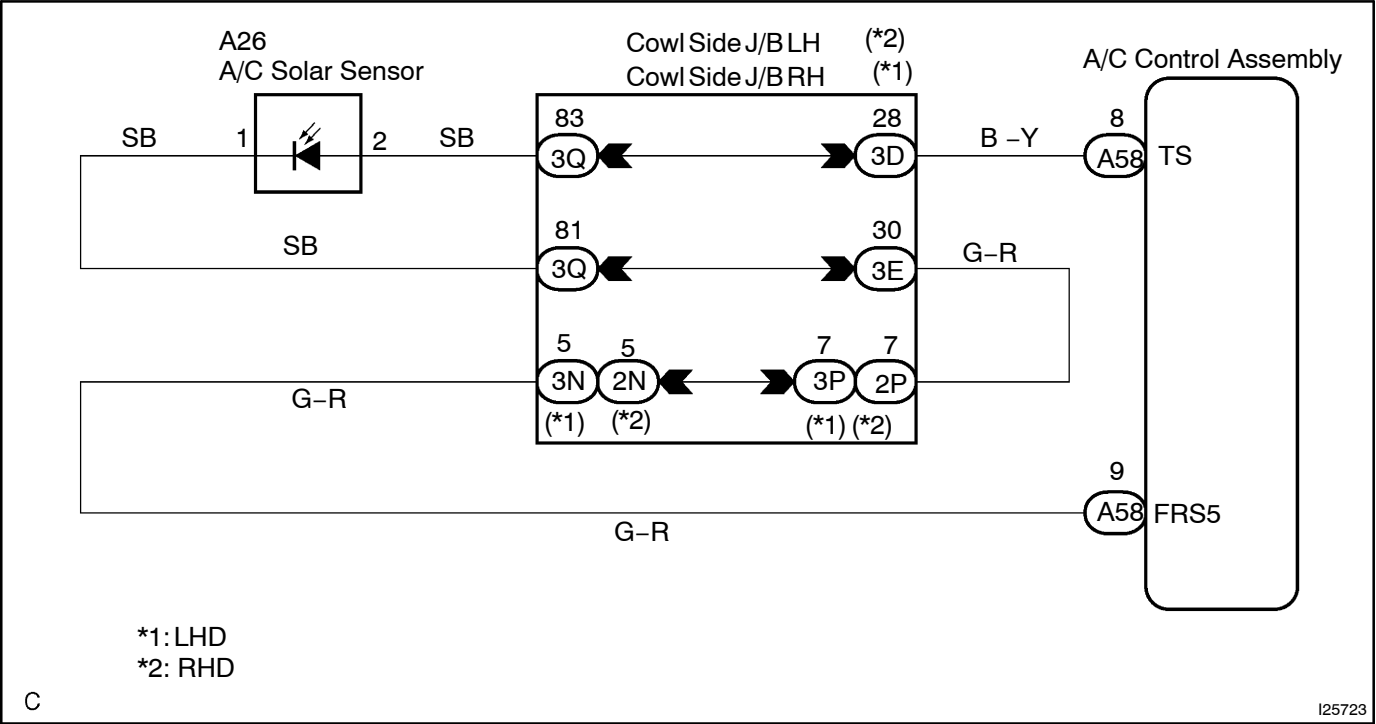 A26
A/C Solar Sensor
Cowl Side J/B LH (*2)
Cowl Side J/B RH (*1)
A/C Control Assembly
SB 1 2 SB 83 28 B-Y 8
3Q 3D A58 TS
SB 81 30 G-R
3Q 3E
5 5 7 7
3N 2N 3P 2P
G-R (*1) (*2) (*1) (*2)
9
A58 FRS5
G-R
*1: LHD
*2: RHD
C
I25723